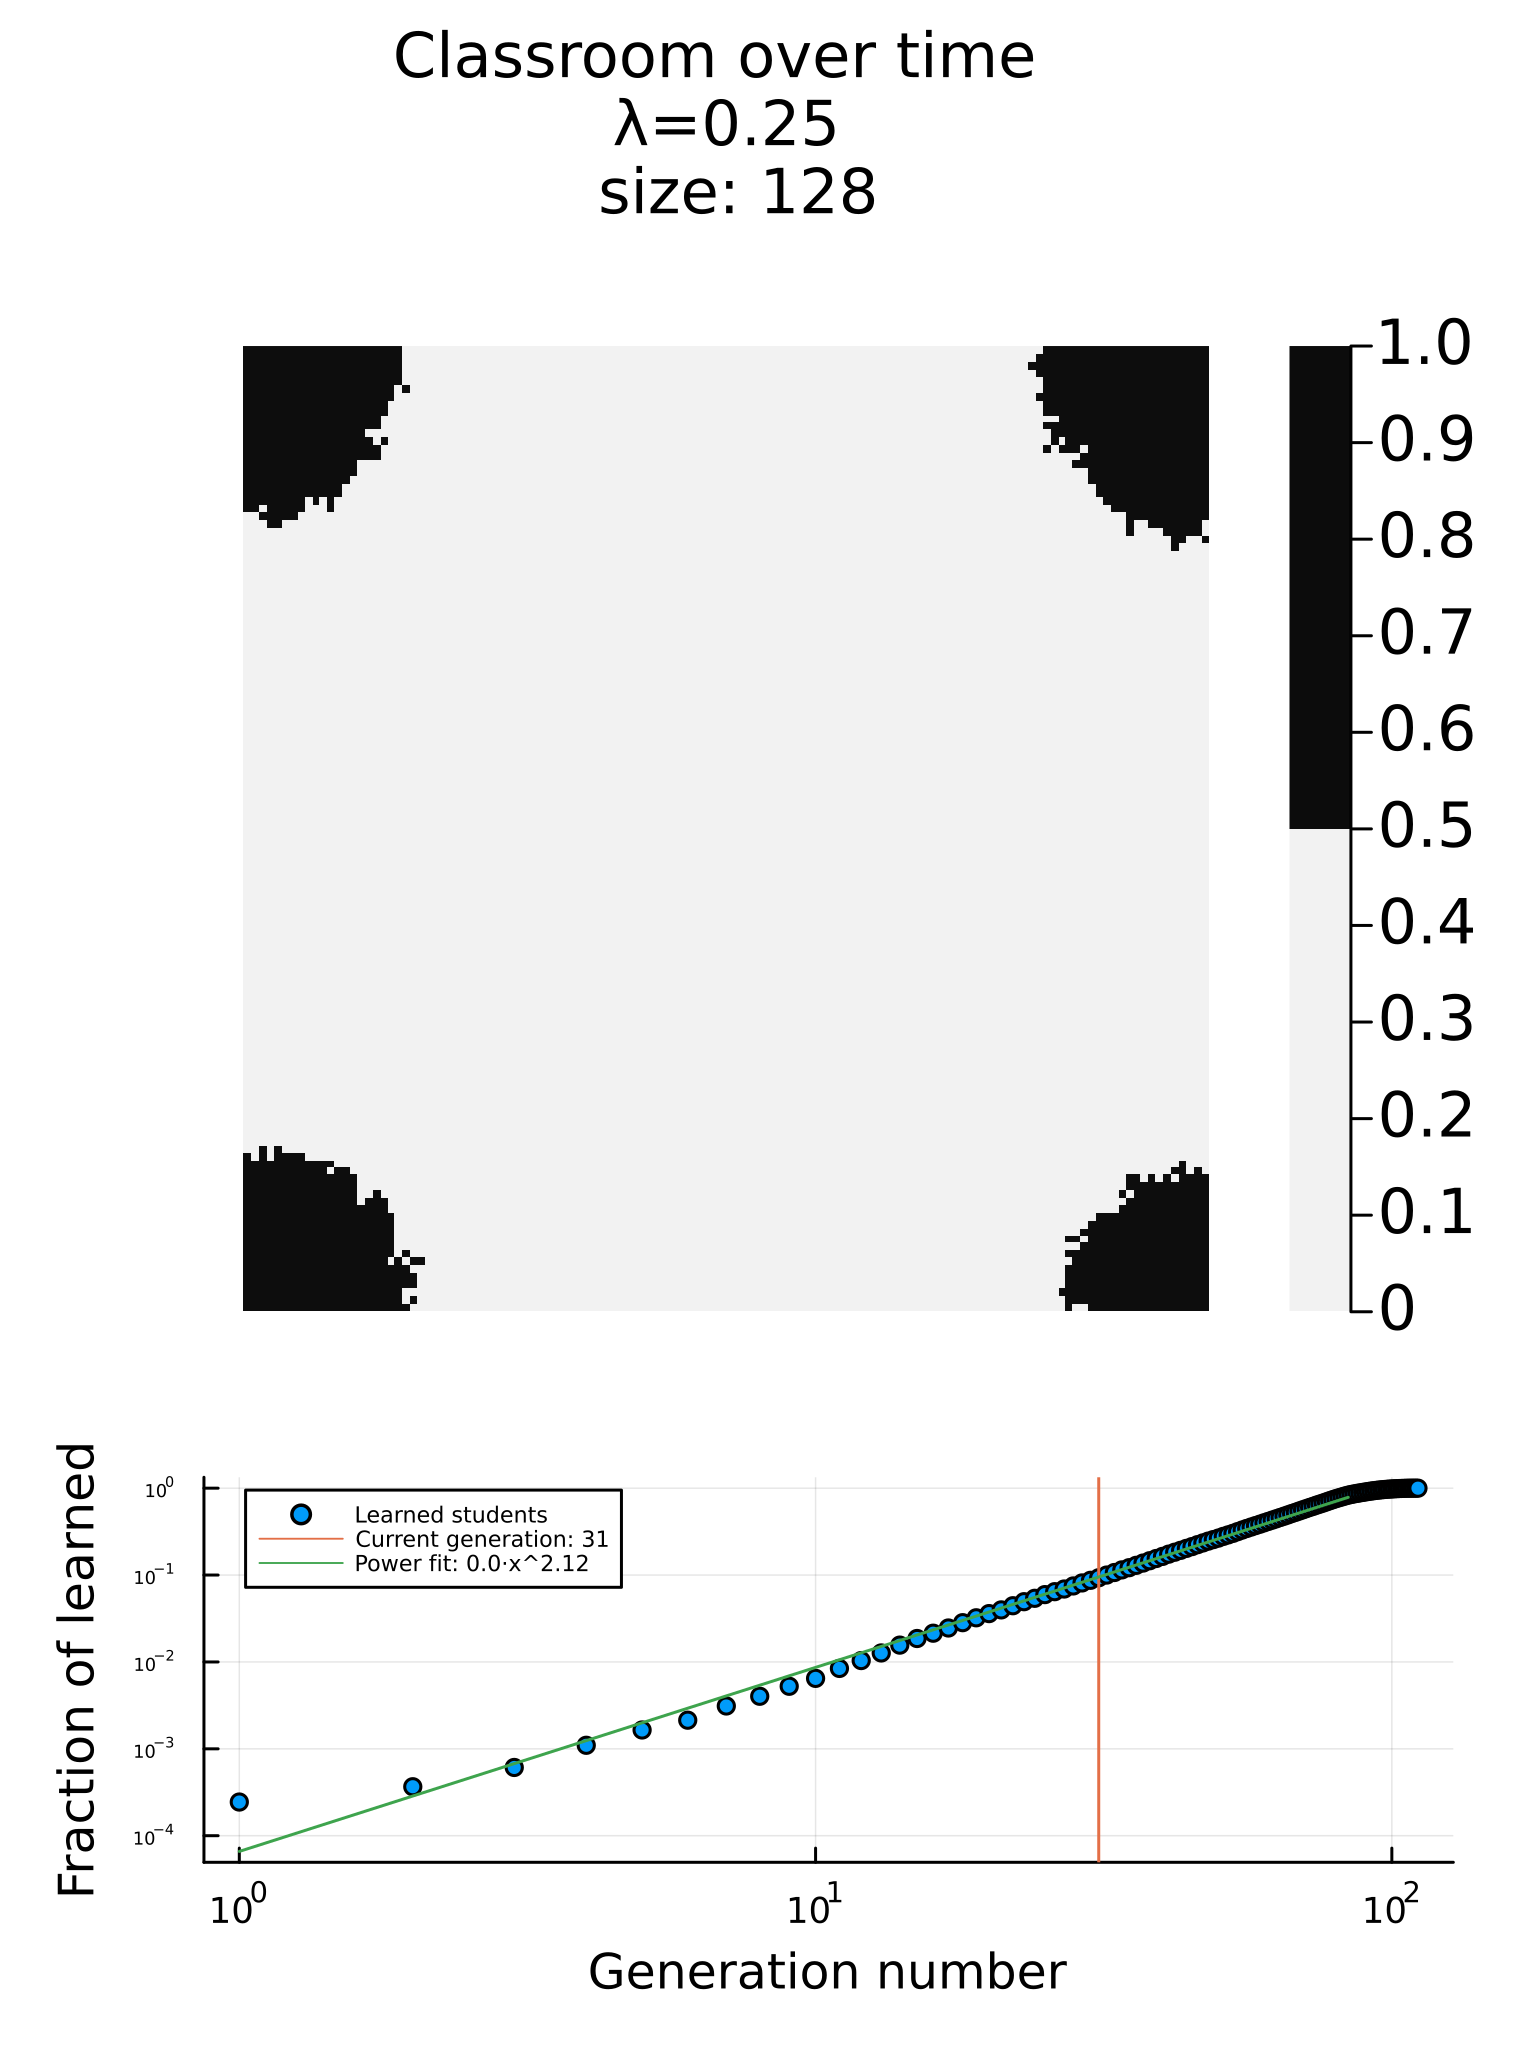 Classroom over time
λ=0.25
size: 128
1.0
0.9
0.8
0.7
0.6
0.5
0.4
0.3
0.2
0.1
0
Fraction of learned
10^0
10^-1
10^-2
10^-3
10^-4
Learned students
Current generation: 31
Power fit: 0.0·x^2.12
10^0 10^1 10^2
Generation number